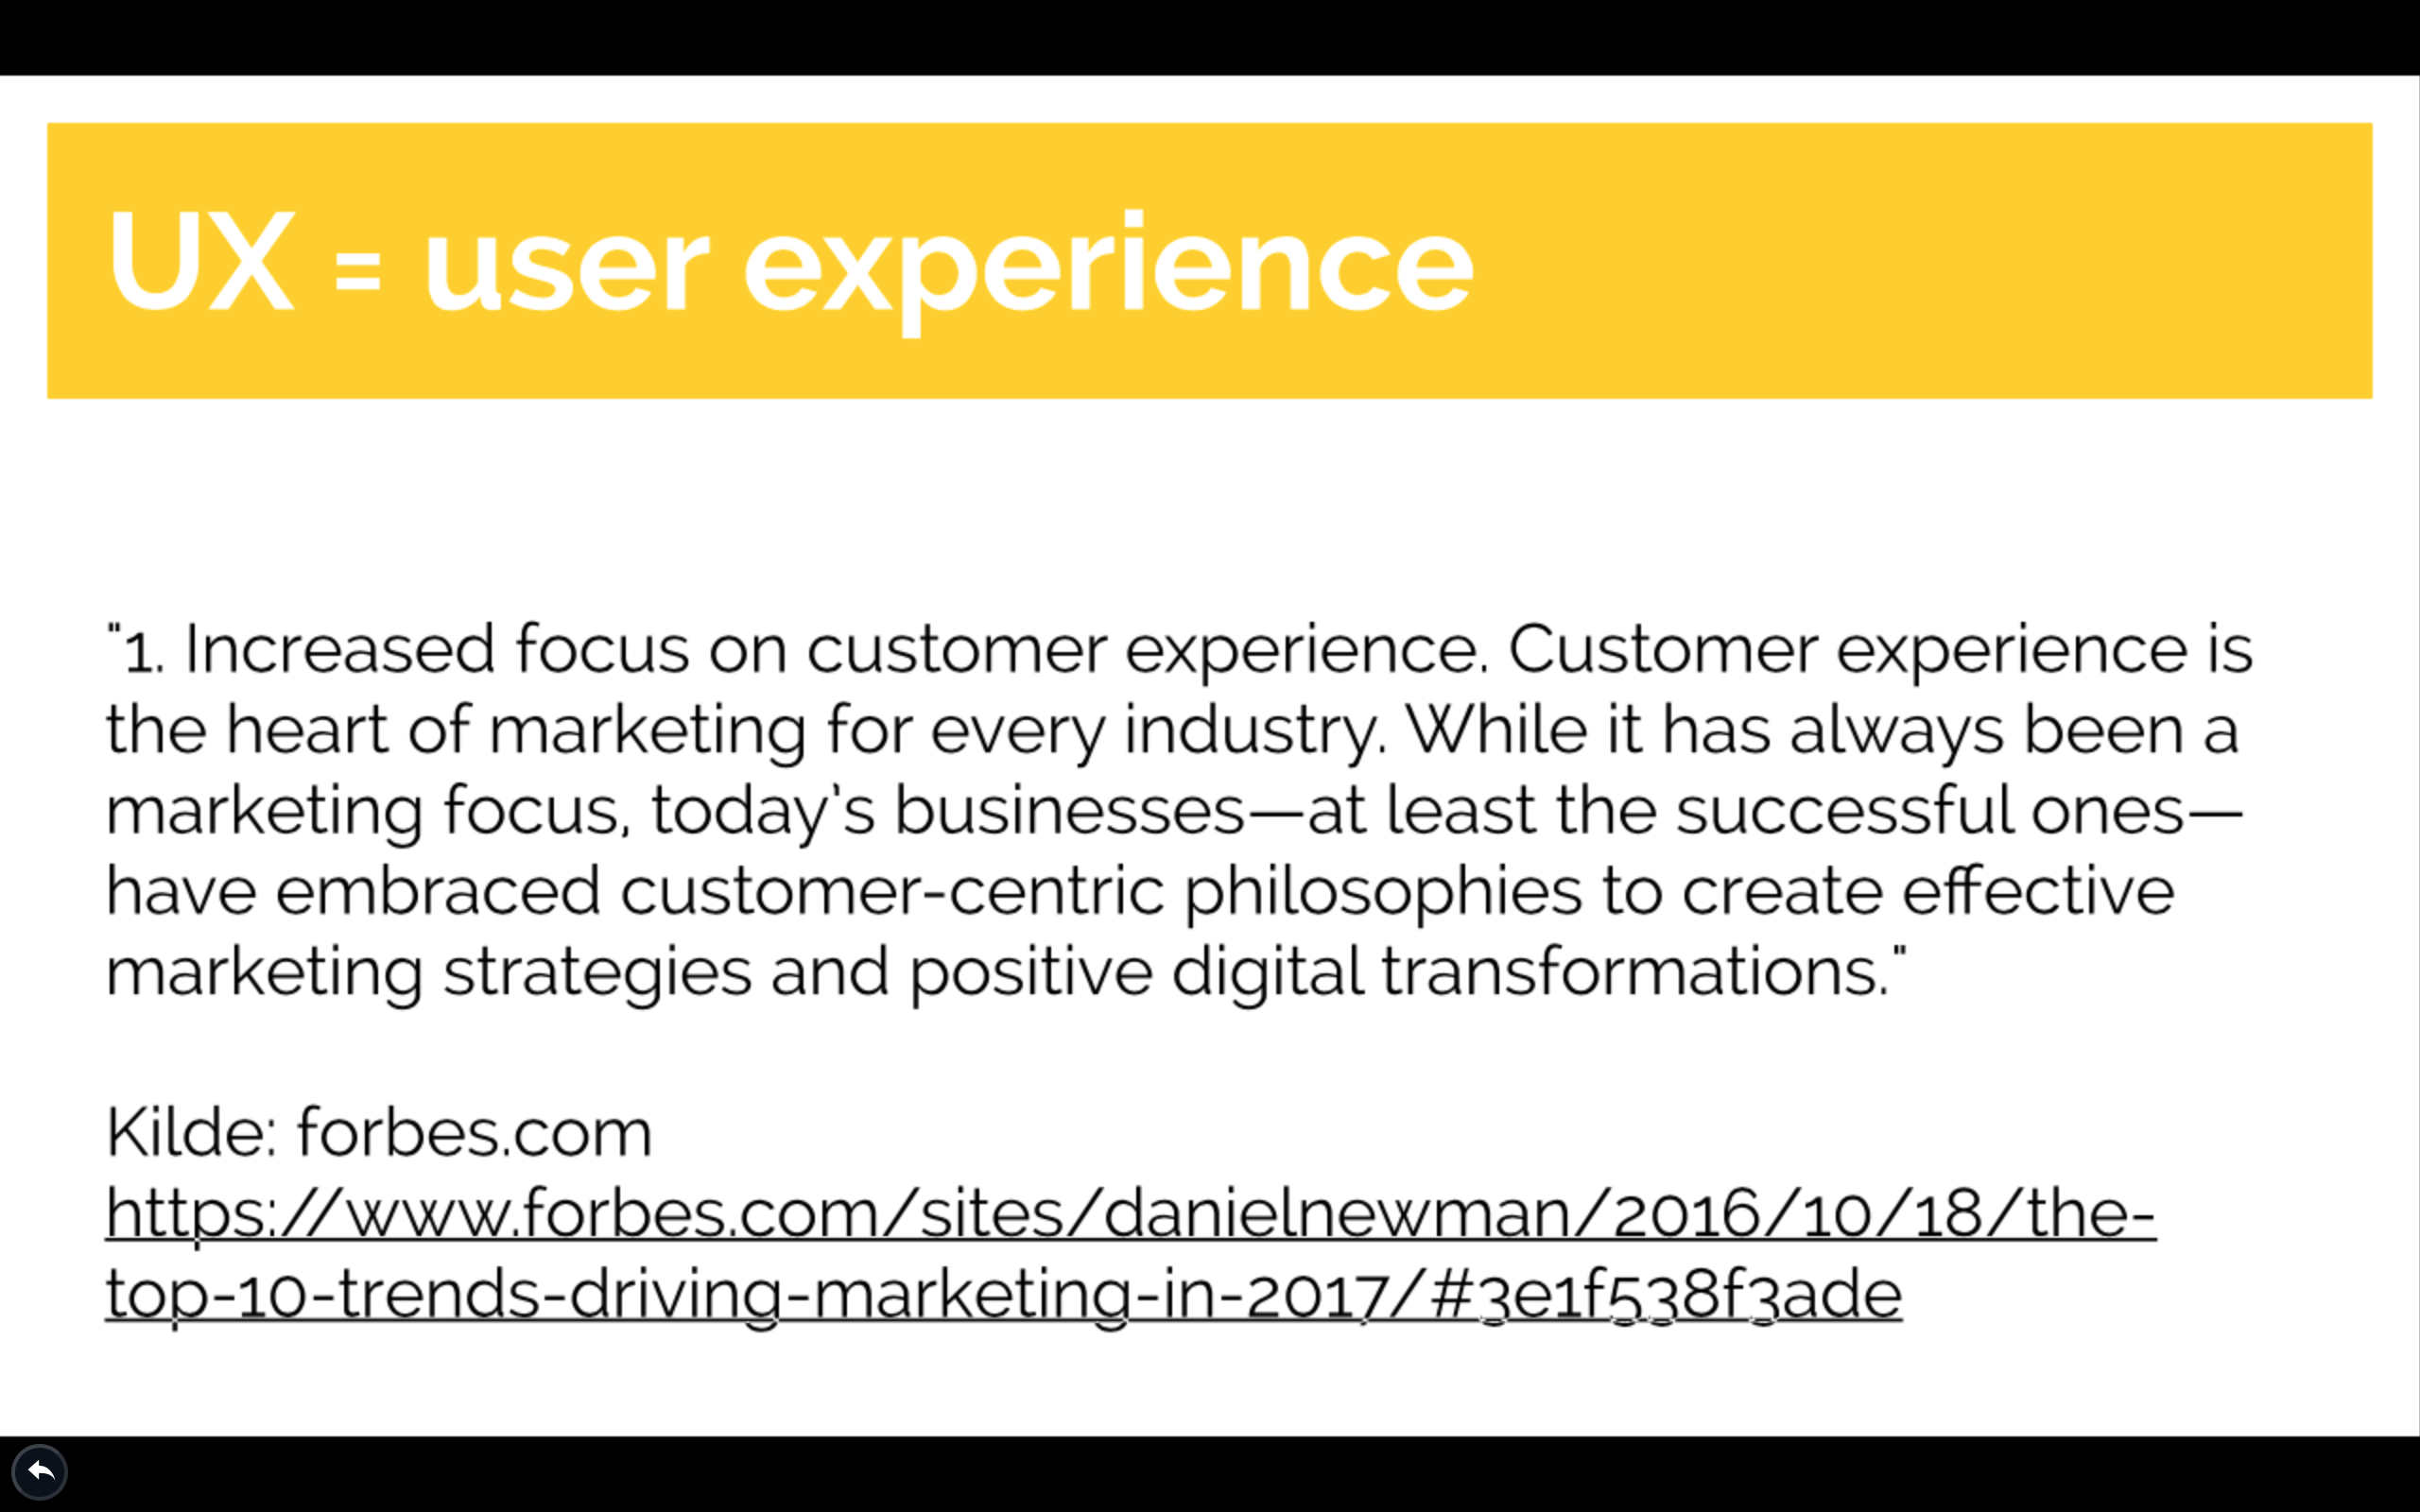 UX = user experience
"1. Increased focus on customer experience. Customer experience is
the heart of marketing for every industry. While it has always been a
marketing focus, today's businesses—at least the successful ones—
have embraced customer-centric philosophies to create effective
marketing strategies and positive digital transformations."
Kilde: forbes.com
https://www.forbes.com/sites/danielnewman/2016/10/18/the-
top-10-trends-driving-marketing-in-2017/#3e1f538f3ade